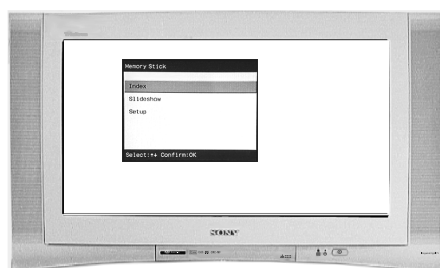 Memory Stick
Index
Slideshow
Setup
Select:↑↓ Confirm:OK
SONY